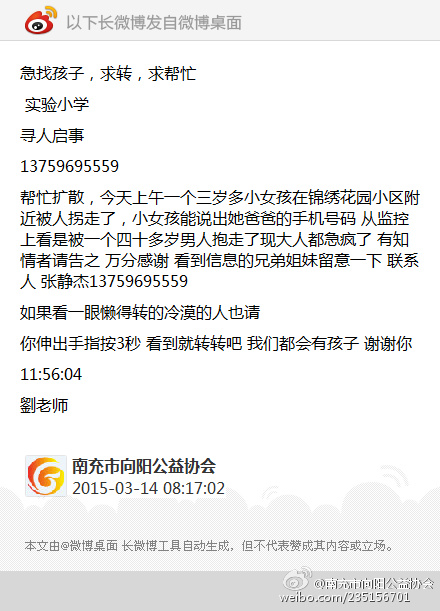 以下长微博发自微博桌面
急找孩子，求转，求帮忙
实验小学
寻人启事
13759695559
帮忙扩散，今天上午一个三岁多小女孩在锦绣花园小区附
近被人拐走了，小女孩能说出她爸爸的手机号码 从监控
上看是被一个四十多岁男人抱走了现大人都急疯了 有知
情者请告之 万分感谢 看到信息的兄弟姐妹留意一下 联系
人 张静杰13759695559
如果看一眼懒得转的冷漠的人也请
你伸出手指按3秒 看到就转转吧 我们都会有孩子 谢谢你
11:56:04
劉老师
南充市向阳公益协会
2015-03-14 08:17:02
本文由@微博桌面 长微博工具自动生成，但不代表赞成其内容或立场。
@南充市向阳公益协会
weibo.com/235156701